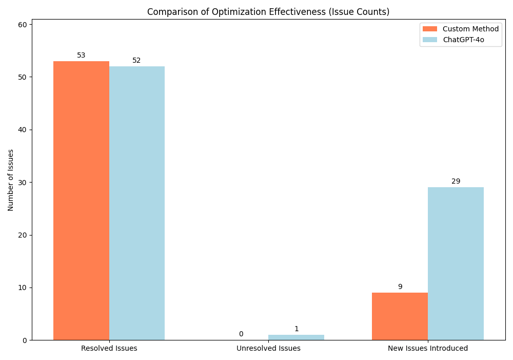 Comparison of Optimization Effectiveness (Issue Counts)
Custom Method
ChatGPT-4o
Number of Issues
60
50
40
30
20
10
0
53
52
0
1
9
29
Resolved Issues
Unresolved Issues
New Issues Introduced